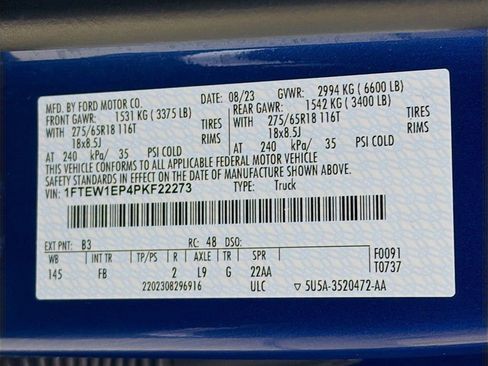 MFD. BY FORD MOTOR CO. DATE: 08/23 GVWR: 2994 KG (6600 LB)
FRONT GAWR: 1531 KG (3375 LB) REAR GAWR: 1542 KG (3400 LB)
WITH 275/65R18 116T TIRES WITH 275/65R18 116T TIRES
18x8.5J RIMS 18x8.5J RIMS
AT 240 kPa/ 35 PSI COLD AT 240 kPa/ 35 PSI COLD
THIS VEHICLE CONFORMS TO ALL APPLICABLE FEDERAL MOTOR VEHICLE
SAFETY STANDARDS IN EFFECT ON THE DATE OF MANUFACTURE SHOWN ABOVE.
VIN: 1FTEW1EP4PKF22273 TYPE: Truck
EXT PNT: B3 RC: 48 DSO: F0091
WB INT TR TP/PS R AXLE TR SPR T0737
145 FB 2 L9 G 22AA
2202308296916 ULC ▽ 5U5A-3520472-AA